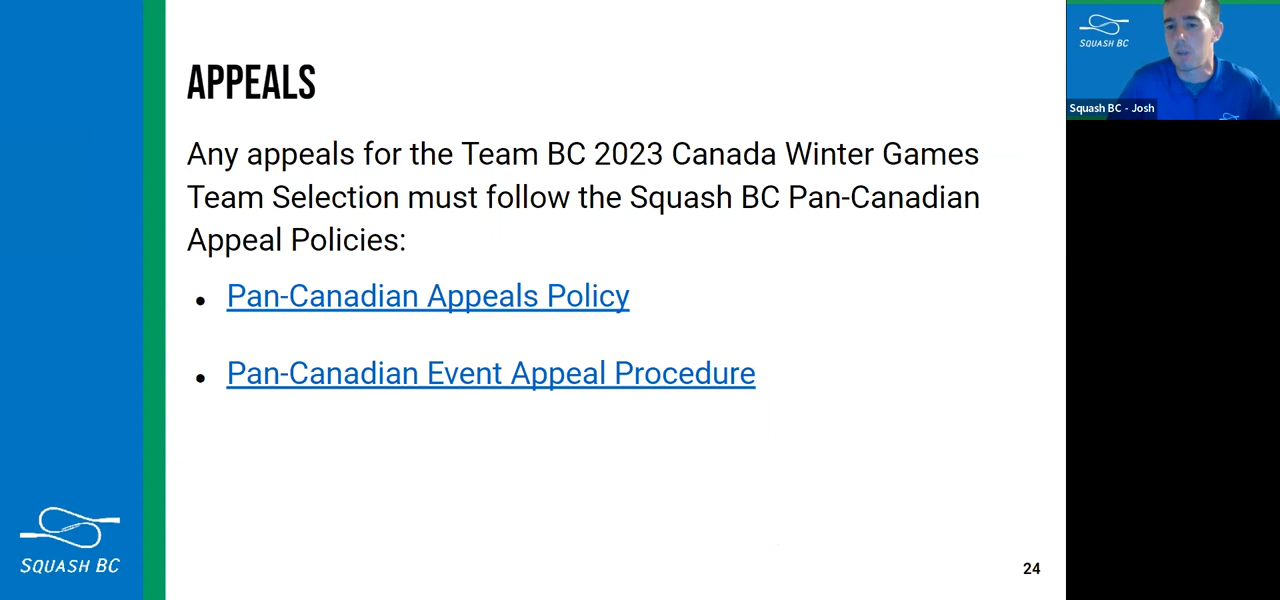 APPEALS
Any appeals for the Team BC 2023 Canada Winter Games
Team Selection must follow the Squash BC Pan-Canadian
Appeal Policies:
• Pan-Canadian Appeals Policy
• Pan-Canadian Event Appeal Procedure
SQUASH BC
24
SQUASH BC
Squash BC - Josh